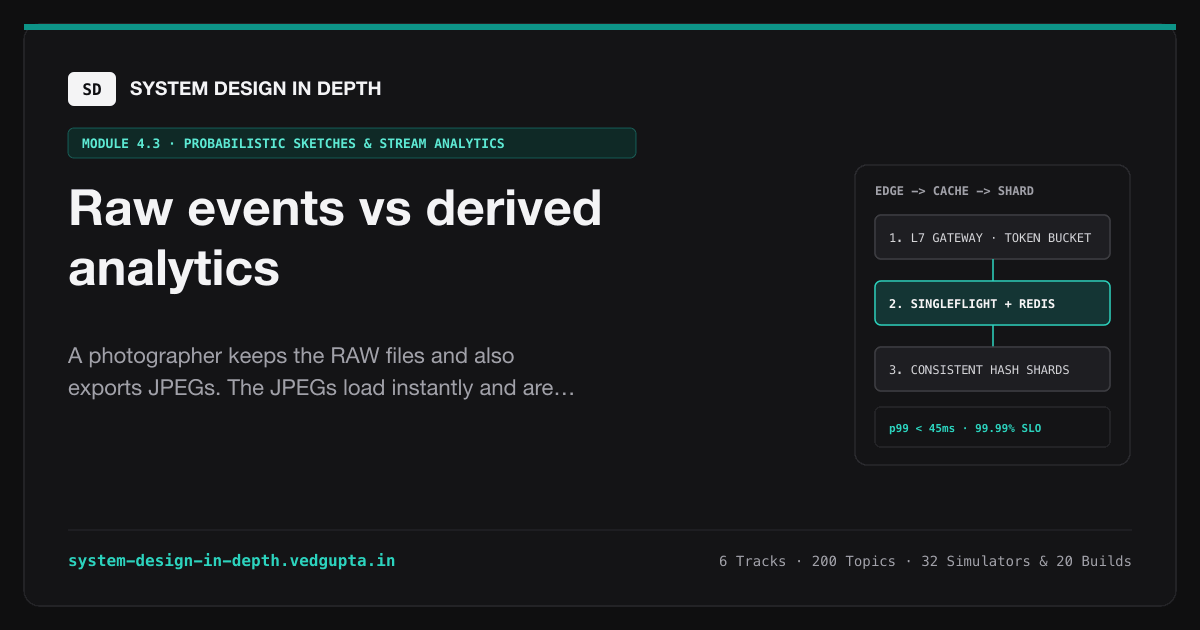 SD SYSTEM DESIGN IN DEPTH
MODULE 4.3 · PROBABILISTIC SKETCHES & STREAM ANALYTICS
Raw events vs derived
analytics
A photographer keeps the RAW files and also
exports JPEGs. The JPEGs load instantly and are…
EDGE —> CACHE —> SHARD
1. L7 GATEWAY · TOKEN BUCKET
2. SINGLEFLIGHT + REDIS
3. CONSISTENT HASH SHARDS
p99 < 45ms · 99.99% SLO
system-design-in-depth.vedgupta.in
6 Tracks · 200 Topics · 32 Simulators & 20 Builds